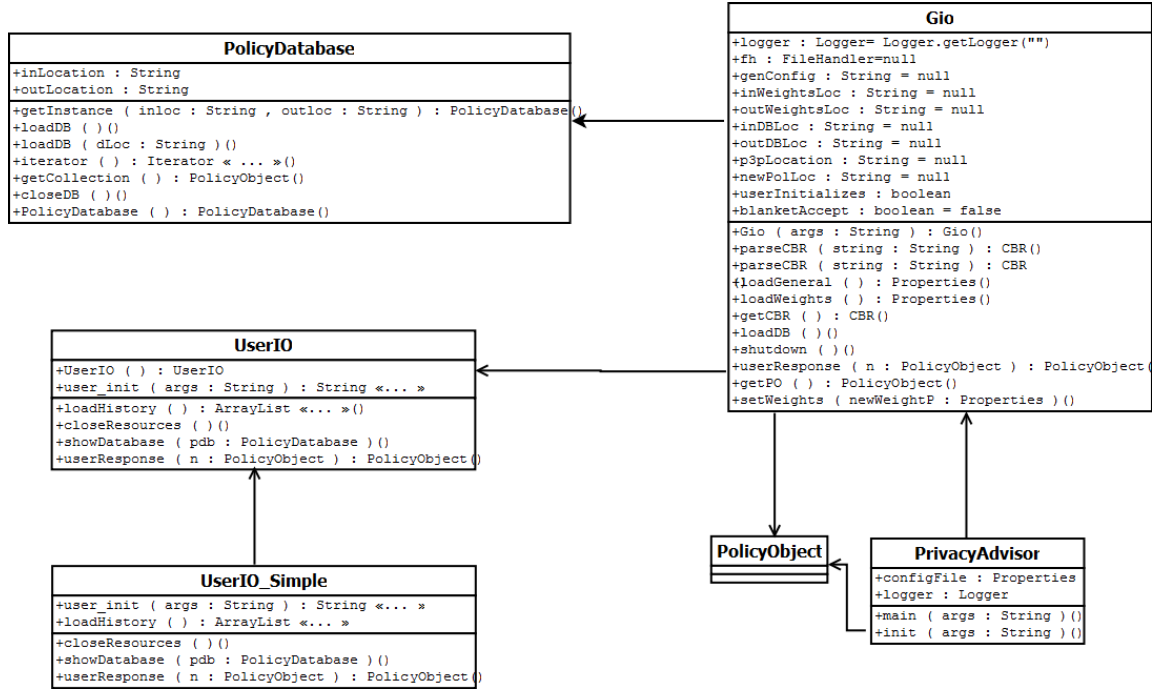 PolicyDatabase
+inLocation : String
+outLocation : String
+getInstance ( inloc : String , outloc : String ) : PolicyDatabase()
+loadDB ( )()
+loadDB ( dLoc : String )()
+iterator ( ) : Iterator « ... »()
+getCollection ( ) : PolicyObject()
+closeDB ( )()
+PolicyDatabase ( ) : PolicyDatabase()
Gio
+logger : Logger= Logger.getLogger("")
+fh : FileHandler=null
+genConfig : String = null
+inWeightsLoc : String = null
+outWeightsLoc : String = null
+inDBLoc : String = null
+outDBLoc : String = null
+p3pLocation : String = null
+newPolLoc : String = null
+userInitializes : boolean
+blanketAccept : boolean = false
+Gio ( args : String ) : Gio()
+parseCBR ( string : String ) : CBR()
+parseCBR ( string : String ) : CBR
()
+loadGeneral ( ) : Properties()
+loadWeights ( ) : Properties()
+getCBR ( ) : CBR()
+loadDB ( )()
+shutdown ( )()
+userResponse ( n : PolicyObject ) : PolicyObject()
+getPO ( ) : PolicyObject()
+setWeights ( newWeightP : Properties )()
UserIO
+UserIO ( ) : UserIO
+user_init ( args : String ) : String «... »
+loadHistory ( ) : ArrayList «... »()
+closeResources ( )()
+showDatabase ( pdb : PolicyDatabase )()
+userResponse ( n : PolicyObject ) : PolicyObject()
UserIO_Simple
+user_init ( args : String ) : String «... »
+loadHistory ( ) : ArrayList «... »
+closeResources ( )()
+showDatabase ( pdb : PolicyDatabase )()
+userResponse ( n : PolicyObject ) : PolicyObject()
PolicyObject
PrivacyAdvisor
+configFile : Properties
+logger : Logger
+main ( args : String )()
+init ( args : String )()